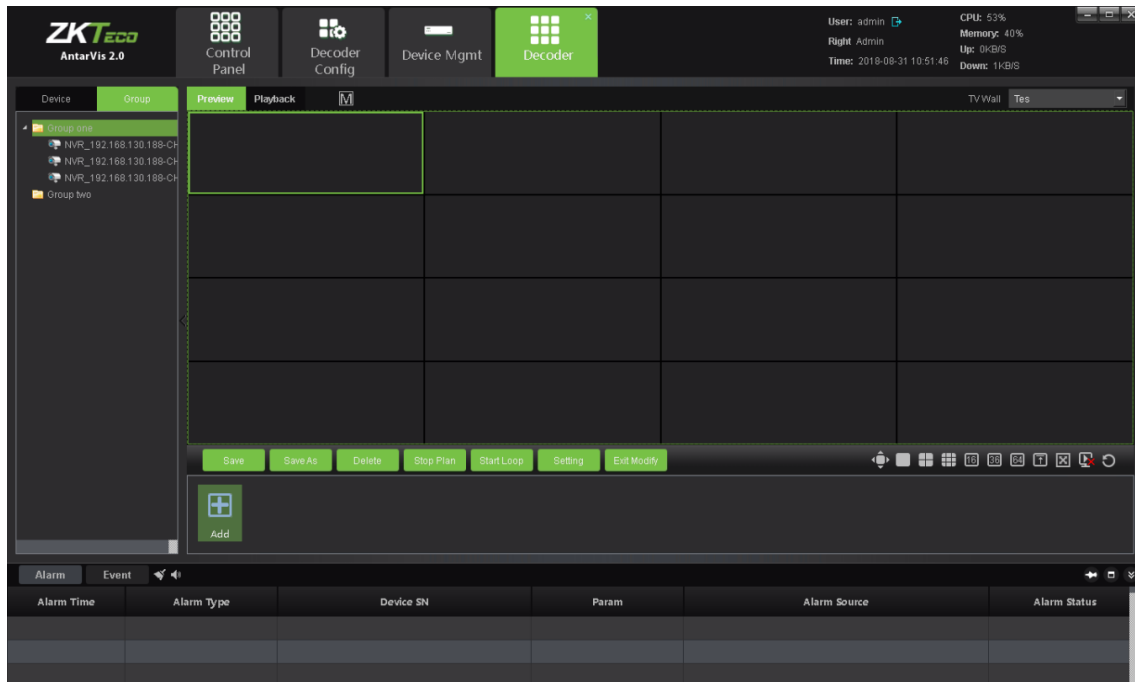 ZKTeco
AntarVis 2.0
Control Panel
Decoder Config
Device Mgmt
Decoder
User: admin
Right Admin
Time: 2018-08-31 10:51:46
CPU: 53%
Memory: 40%
Up: 0KB/S
Down: 1KB/S
Device Group
Preview Playback M
TV Wall Tes
Group one
NVR_192.168.130.188-CH
NVR_192.168.130.188-CH
NVR_192.168.130.188-CH
Group two
Save Save As Delete Stop Plan Start Loop Setting Exit Modify
16 36 64
Add
Alarm Event
Alarm Time Alarm Type Device SN Param Alarm Source Alarm Status